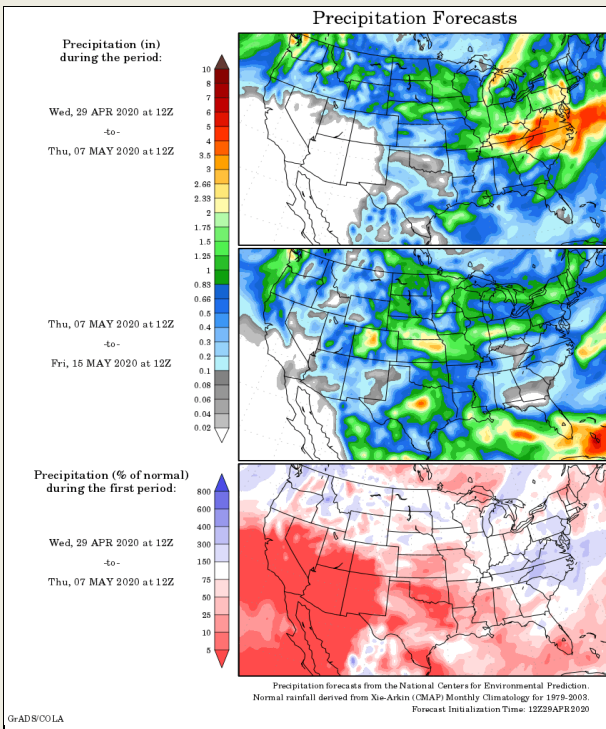 Precipitation Forecasts
Precipitation (in)
during the period:
Wed, 29 APR 2020 at 12Z
-to-
Thu, 07 MAY 2020 at 12Z
10
8
7
6
5
4
3.5
3
2.66
2.33
2
1.75
1.5
1.25
1
0.83
0.66
0.5
0.4
0.3
0.2
0.1
0.08
0.06
0.04
0.02
Thu, 07 MAY 2020 at 12Z
-to-
Fri, 15 MAY 2020 at 12Z
Precipitation (% of normal)
during the first period:
Wed, 29 APR 2020 at 12Z
-to-
Thu, 07 MAY 2020 at 12Z
800
600
400
300
150
75
50
25
10
5
Precipitation forecasts from the National Centers for Environmental Prediction.
Normal rainfall derived from Xie-Arkin (CMAP) Monthly Climatology for 1979-2003.
Forecast Initialization Time: 12Z29APR2020
GrADS/COLA